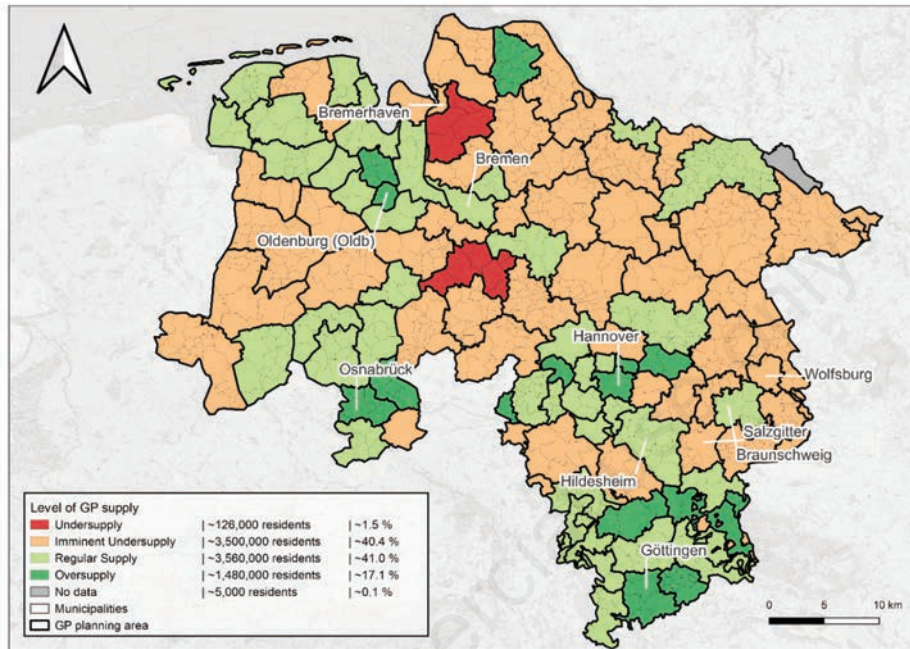 Bremerhaven
Bremen
Oldenburg (Oldb)
Hannover
Osnabrück
Wolfsburg
Salzgitter
Braunschweig
Hildesheim
Göttingen
Level of GP supply
Undersupply | ~126,000 residents | ~1.5 %
Imminent Undersupply | ~3,500,000 residents | ~40.4 %
Regular Supply | ~3,560,000 residents | ~41.0 %
Oversupply | ~1,480,000 residents | ~17.1 %
No data | ~5,000 residents | ~0.1 %
Municipalities
GP planning area
0 5 10 km